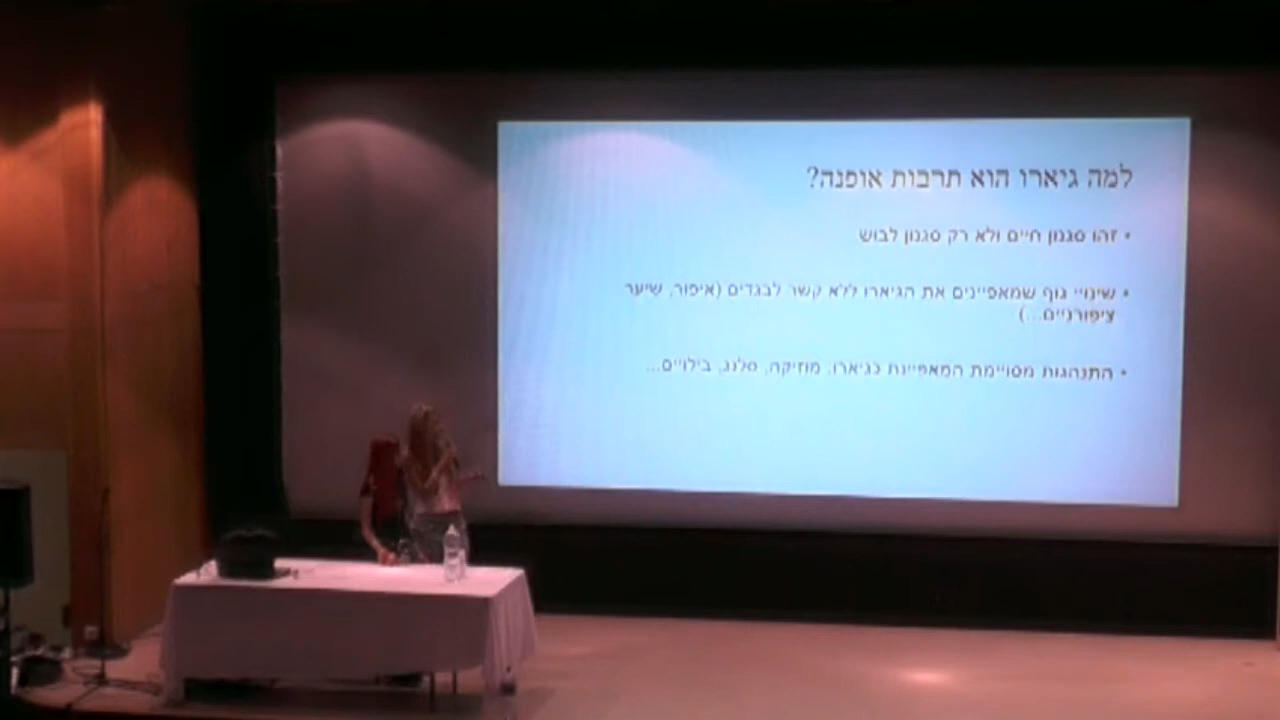 למה גיארו הוא תרבות אופנה?
• זהו סגנון חיים ולא רק סגנון לבוש
• שינויי גוף שמאפיינים את הגיארו ללא קשר לבגדים (איפור, שיער
ציפורניים...)
• התנהגות מסויימת המאפיינת כגיארו: מוזיקה, סלנג, בילויים...